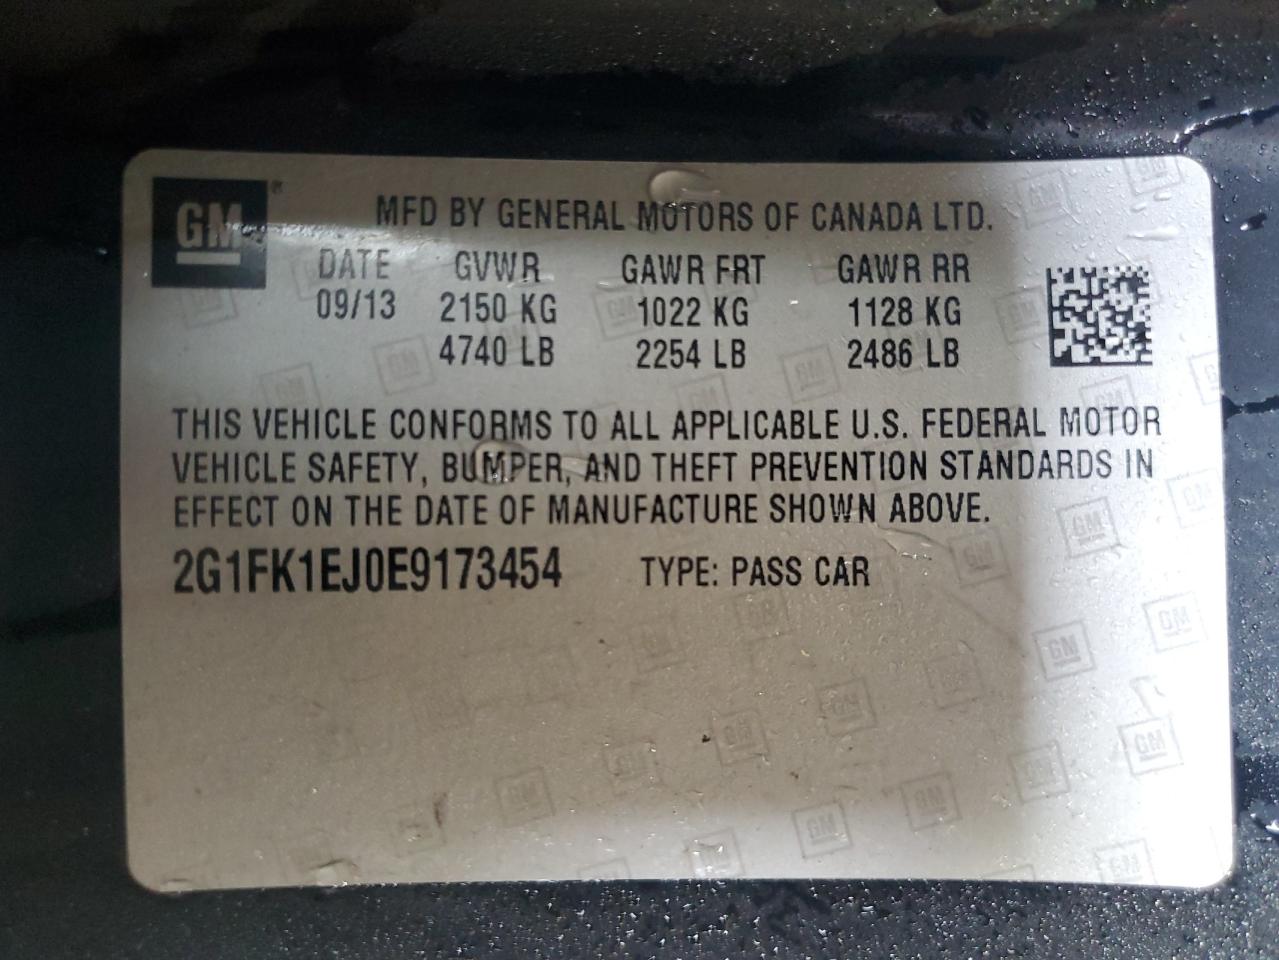 GM
MFD BY GENERAL MOTORS OF CANADA LTD.
DATE GVWR GAWR FRT GAWR RR
09/13 2150 KG 1022 KG 1128 KG
4740 LB 2254 LB 2486 LB
THIS VEHICLE CONFORMS TO ALL APPLICABLE U.S. FEDERAL MOTOR
VEHICLE SAFETY, BUMPER, AND THEFT PREVENTION STANDARDS IN
EFFECT ON THE DATE OF MANUFACTURE SHOWN ABOVE.
2G1FK1EJ0E9173454 TYPE: PASS CAR